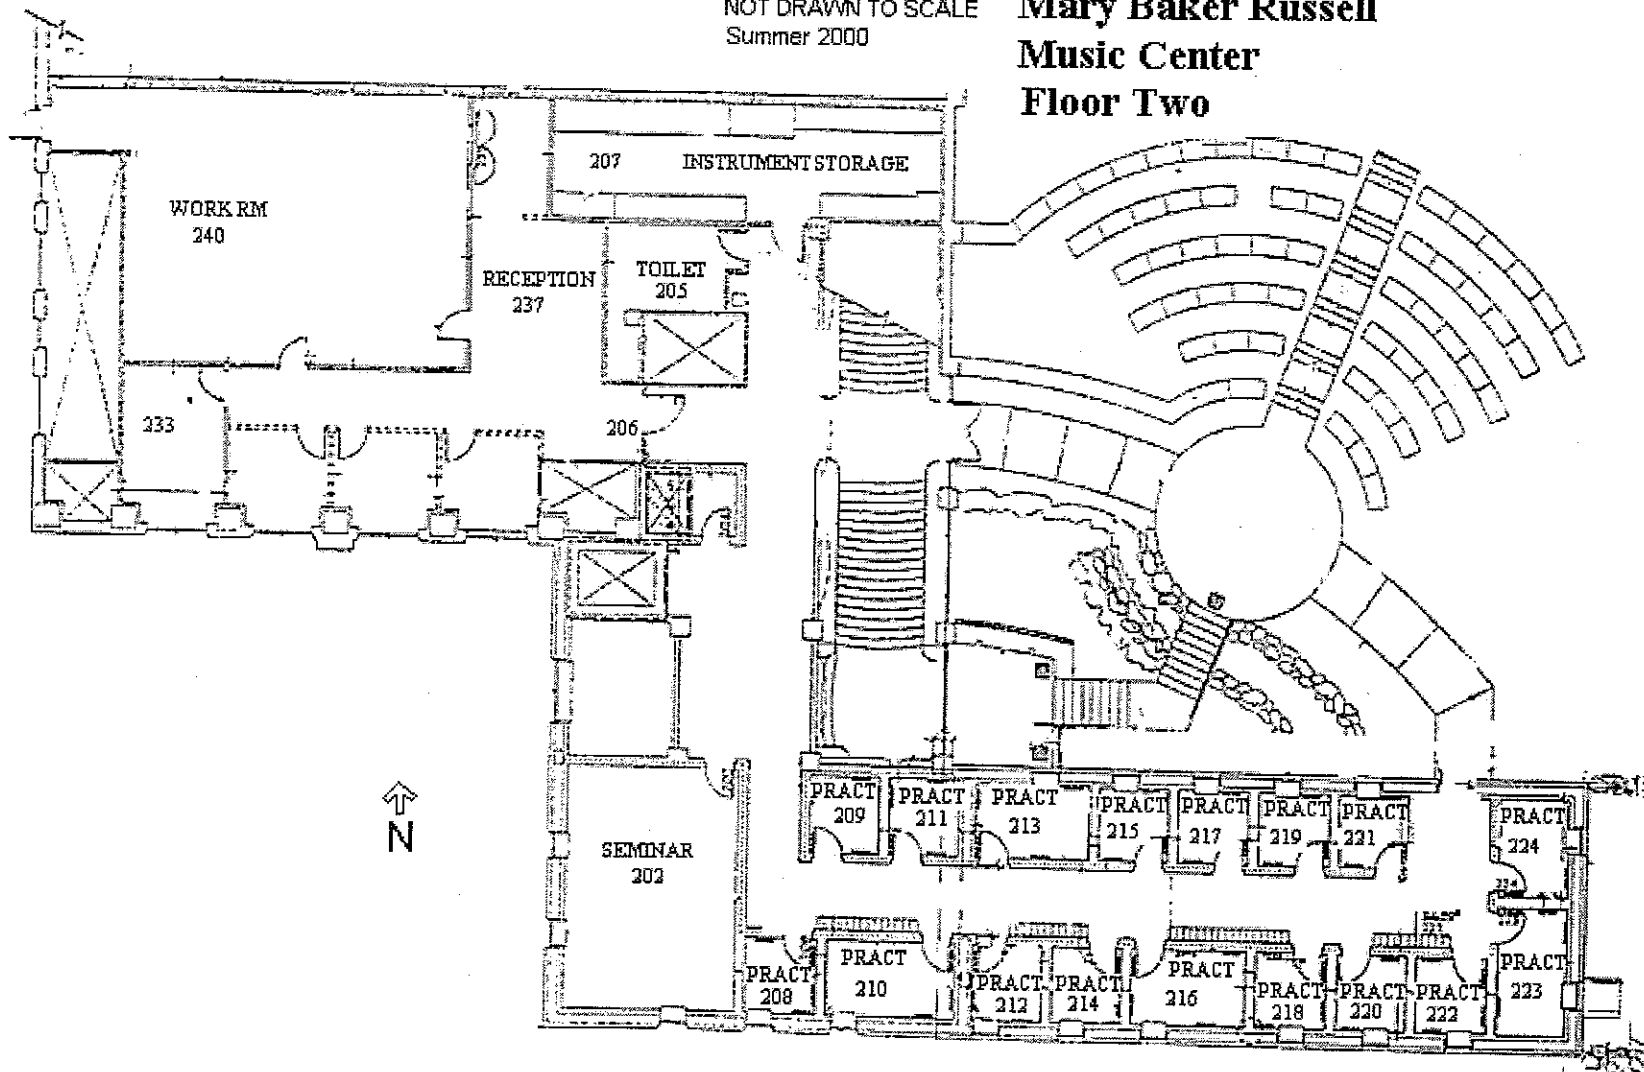 NOT DRAWN TO SCALE
Summer 2000
Mary Baker Russell
Music Center
Floor Two
207 INSTRUMENT STORAGE
WORK RM
240
RECEPTION
237
TOILET
205
233
206
N
SEMINAR
202
PRACT
209
PRACT
211
PRACT
213
PRACT
215
PRACT
217
PRACT
219
PRACT
221
PRACT
224
PRACT
208
PRACT
210
PRACT
212
PRACT
214
PRACT
216
PRACT
218
PRACT
220
PRACT
222
PRACT
223